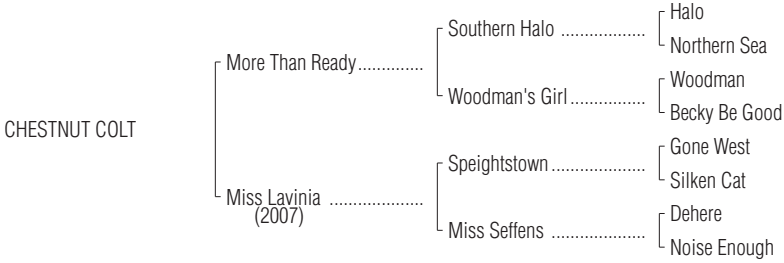 Halo
Southern Halo ..................
Northern Sea
More Than Ready..............
Woodman
Woodman's Girl ................
Becky Be Good
CHESTNUT COLT
Gone West
Speightstown ....................
Silken Cat
Miss Lavinia ....................
(2007)
Dehere
Miss Seffens ....................
Noise Enough